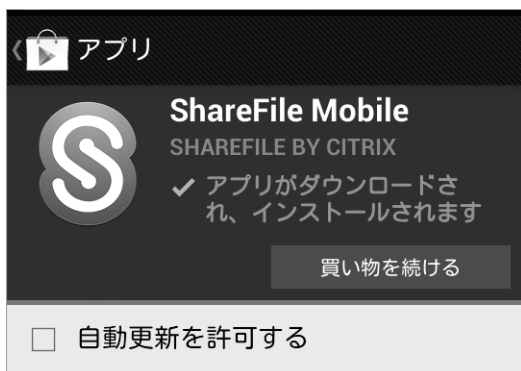 アプリ
ShareFile Mobile
SHAREFILE BY CITRIX
アプリがダウンロードさ
れ、インストールされます
買い物を続ける
自動更新を許可する